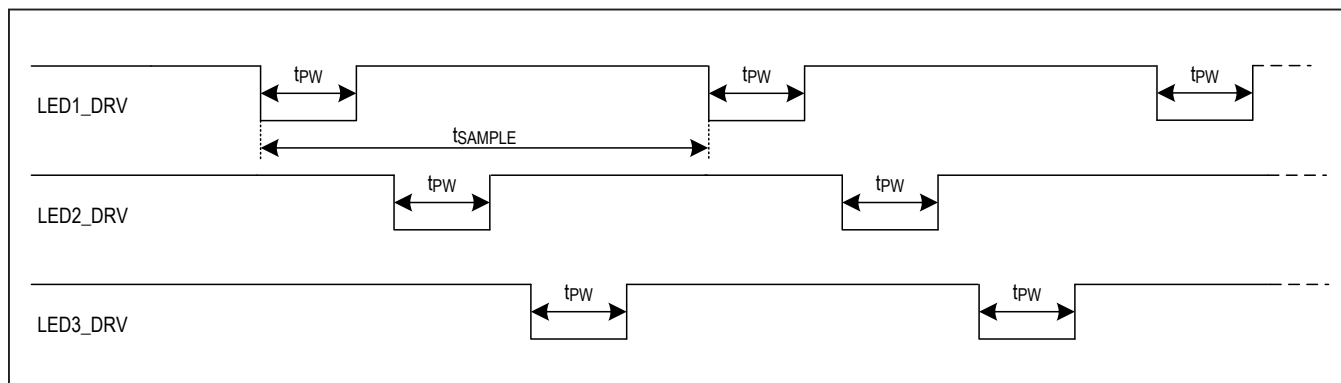 tPW tPW tPW
LED1_DRV
tSAMPLE
tPW tPW
LED2_DRV
tPW tPW
LED3_DRV